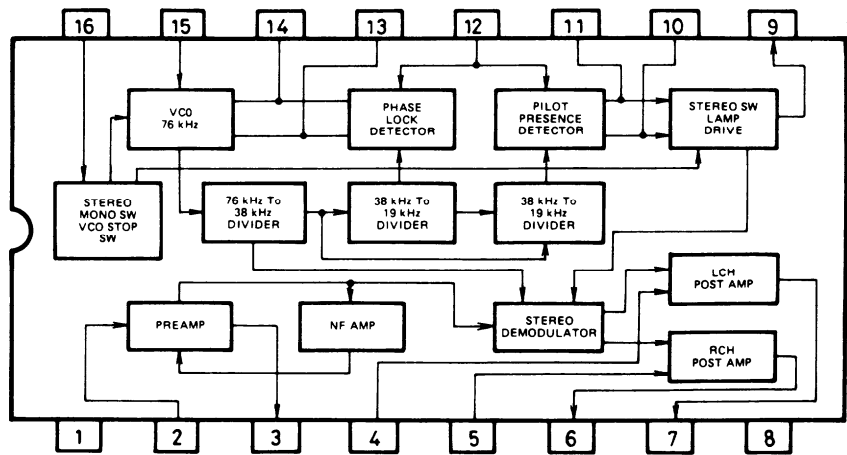 16 15 14 13 12 11 10 9
VCO
76 kHz
PHASE
LOCK
DETECTOR
PILOT
PRESENCE
DETECTOR
STEREO SW
LAMP
DRIVE
STEREO
MONO SW
VCO STOP
SW
76 kHz To
38 kHz
DIVIDER
38 kHz To
19 kHz
DIVIDER
38 kHz To
19 kHz
DIVIDER
PREAMP
NF AMP
STEREO
DEMODULATOR
LCH
POST AMP
RCH
POST AMP
1 2 3 4 5 6 7 8